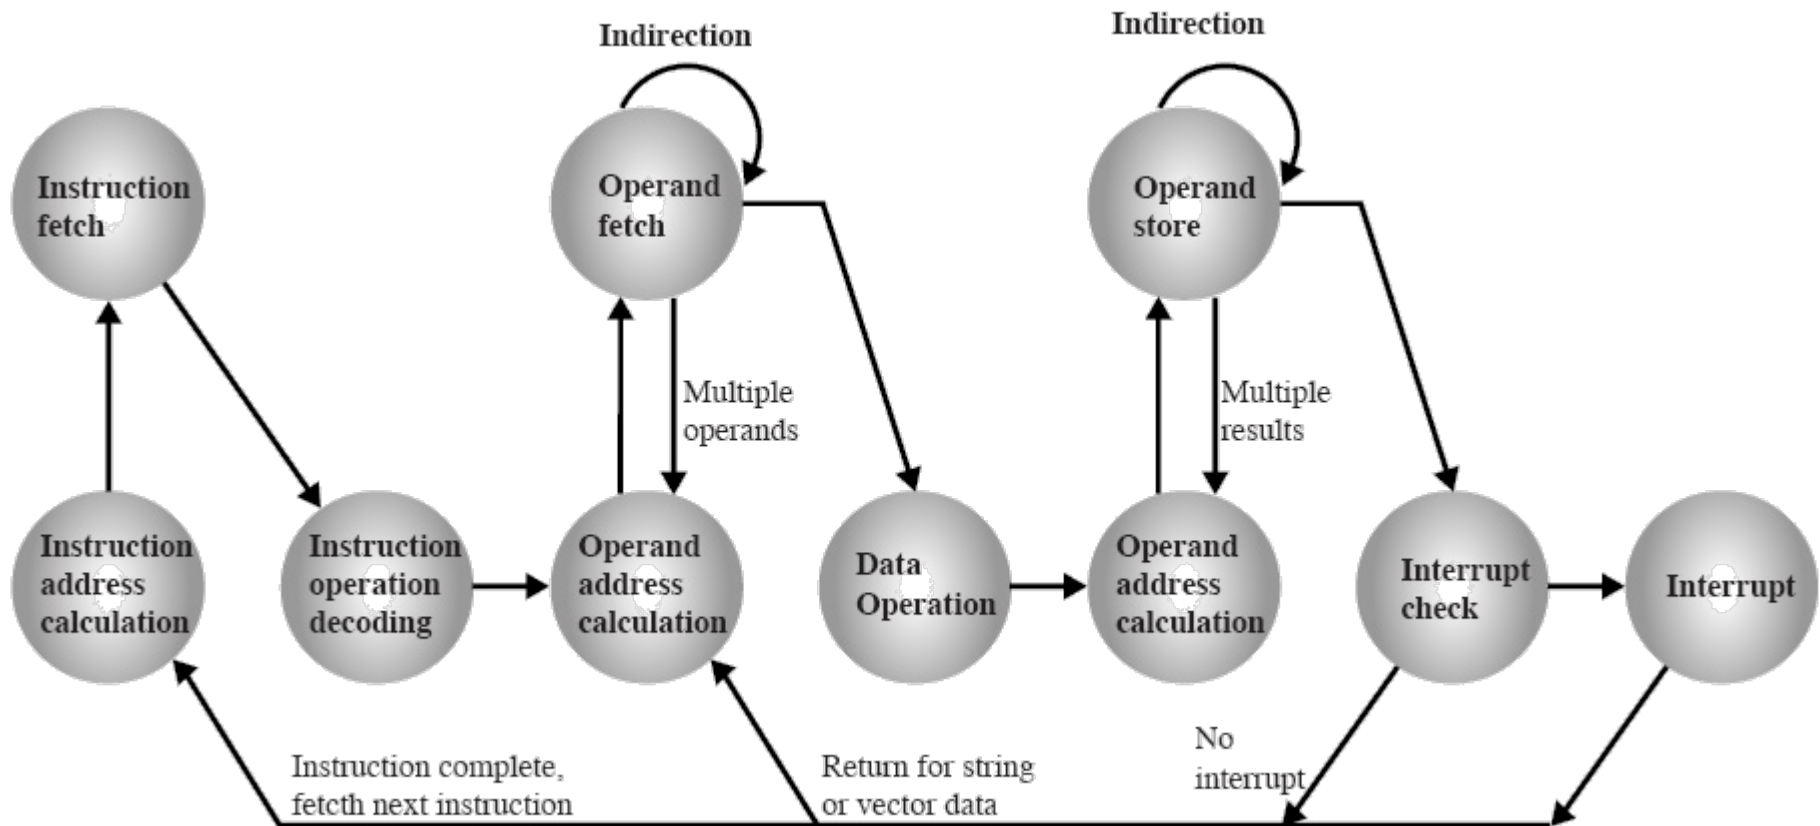 Indirection
Indirection
Instruction
fetch
Operand
fetch
Operand
store
Multiple
operands
Multiple
results
Instruction
address
calculation
Instruction
operation
decoding
Operand
address
calculation
Data
Operation
Operand
address
calculation
Interrupt
check
Interrupt
Instruction complete,
fetcth next instruction
Return for string
or vector data
No
interrupt